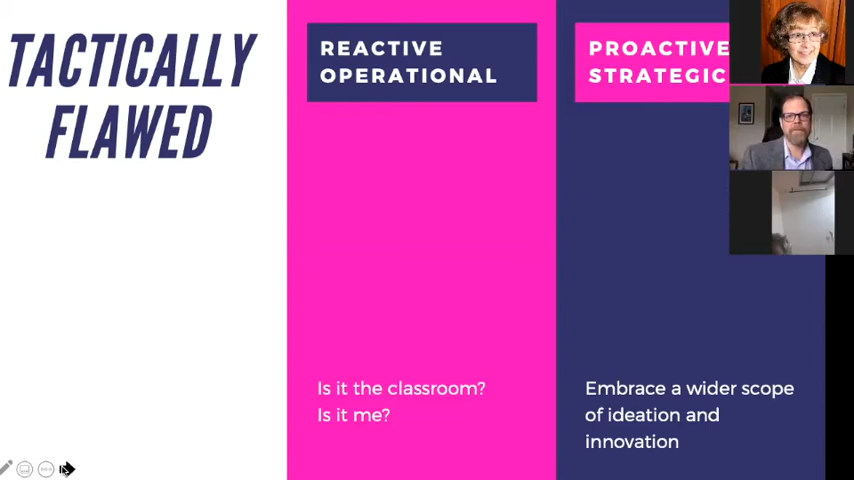 TACTICALLY
FLAWED
REACTIVE
OPERATIONAL
PROACTIVE
STRATEGIC
Is it the classroom?
Is it me?
Embrace a wider scope
of ideation and
innovation